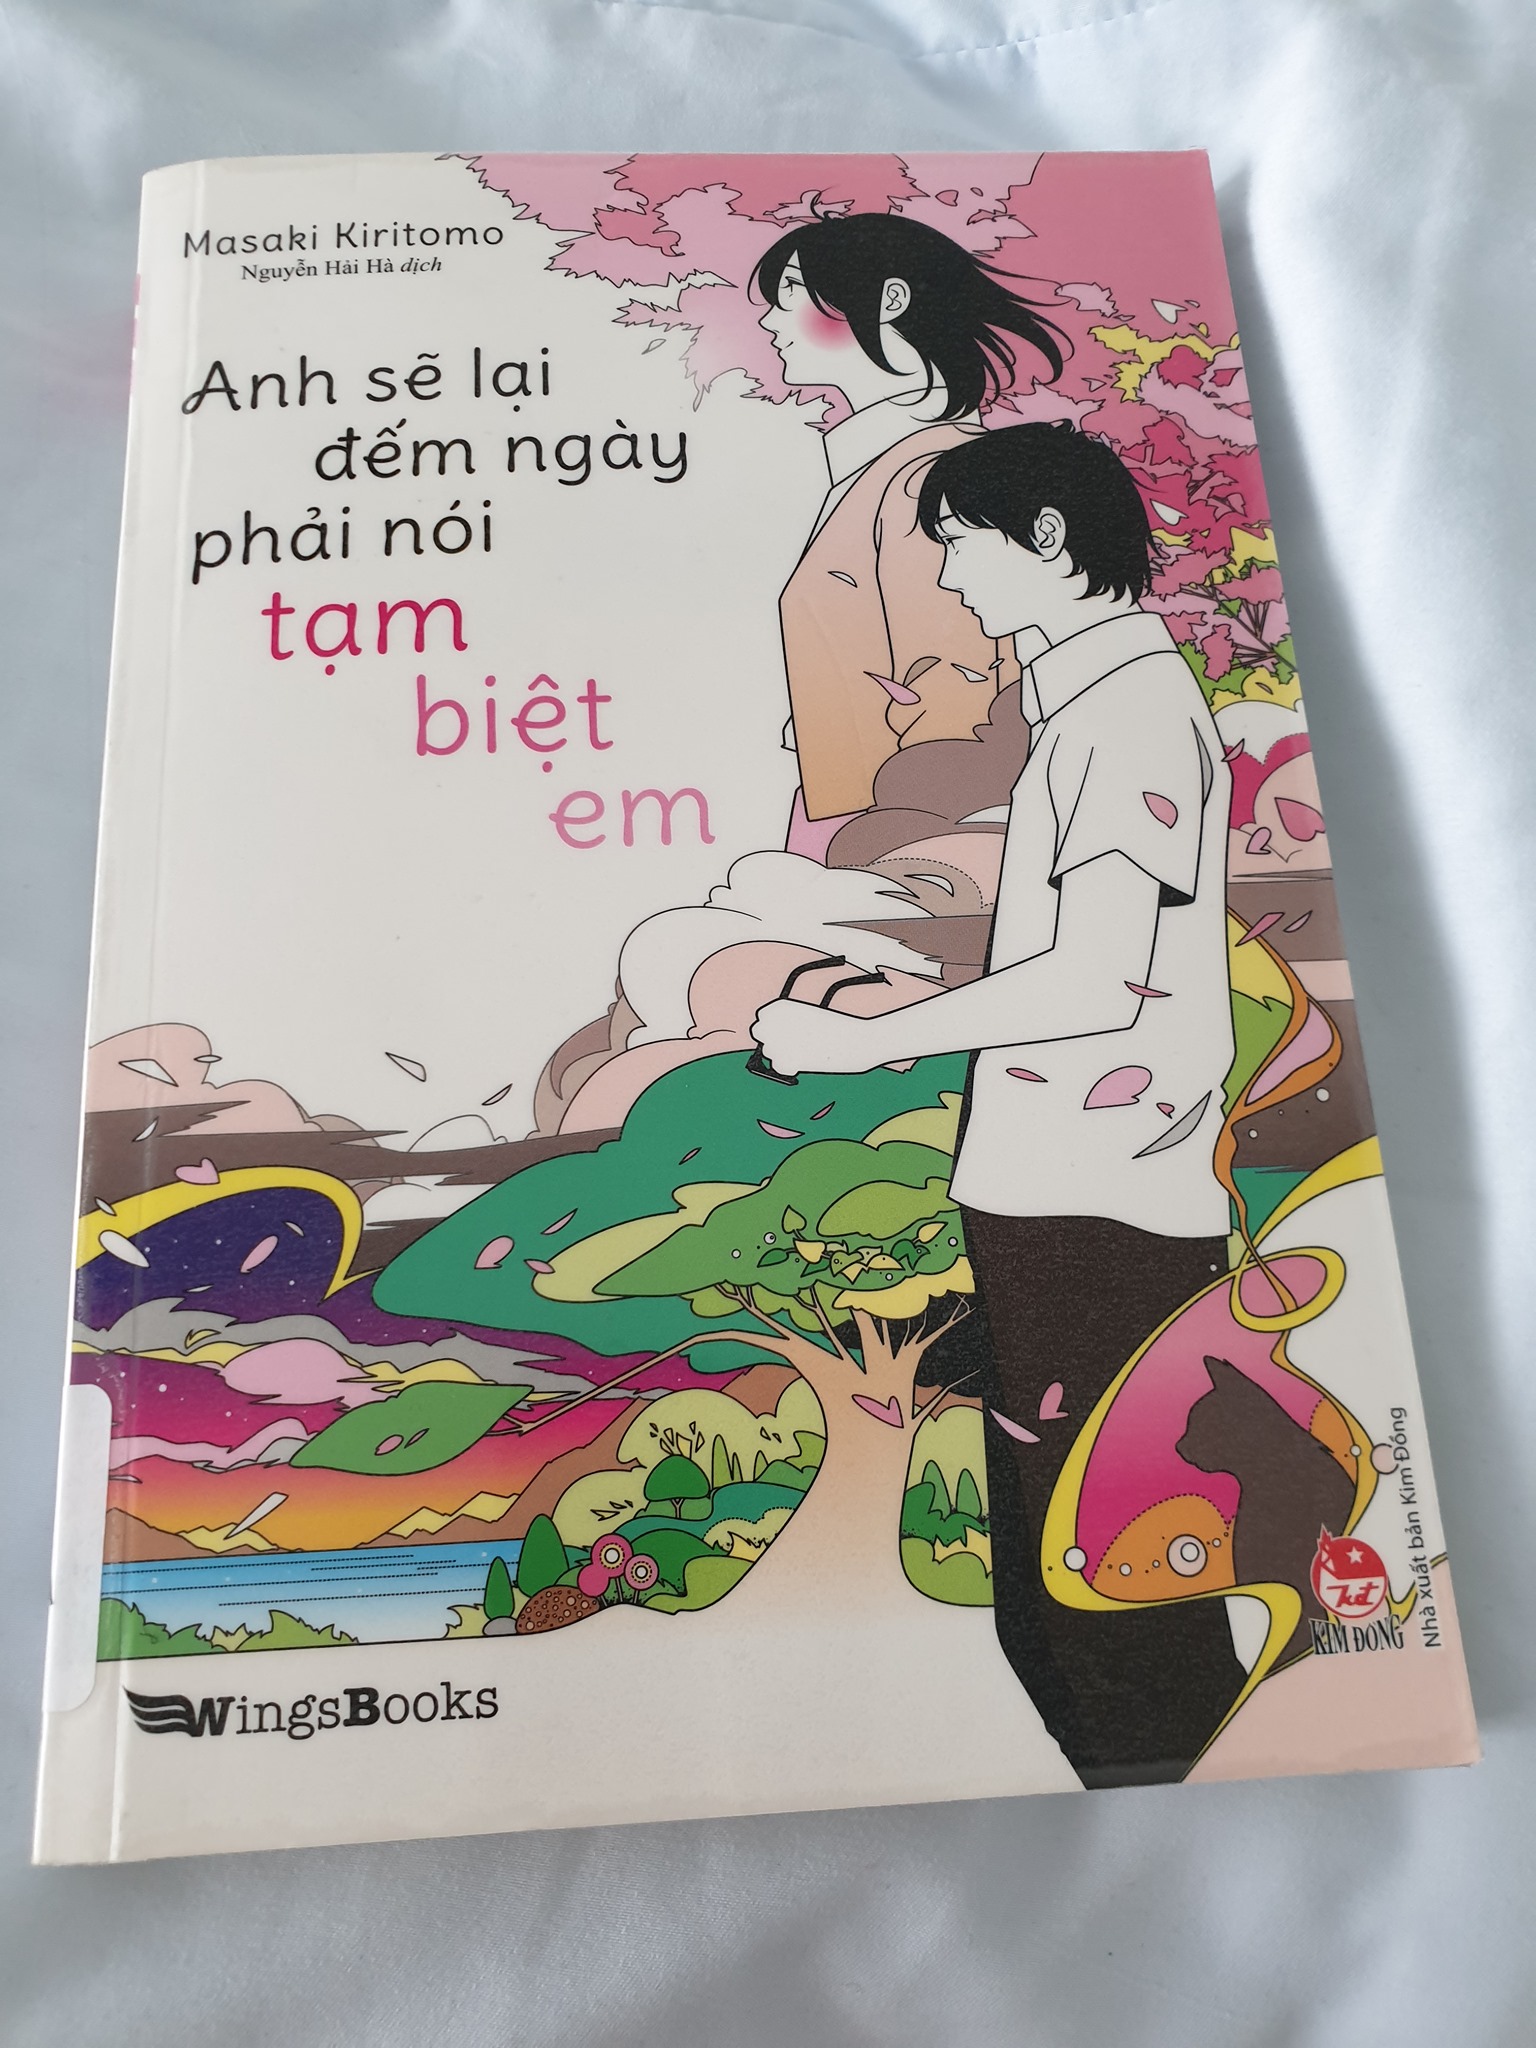 Masaki Kiritomo
Nguyễn Hải Hà dịch
Anh sẽ lại
đếm ngày
phải nói
tạm
biệt
em
WingsBooks
KIM ĐỒNG
Nhà xuất bản Kim Đồng